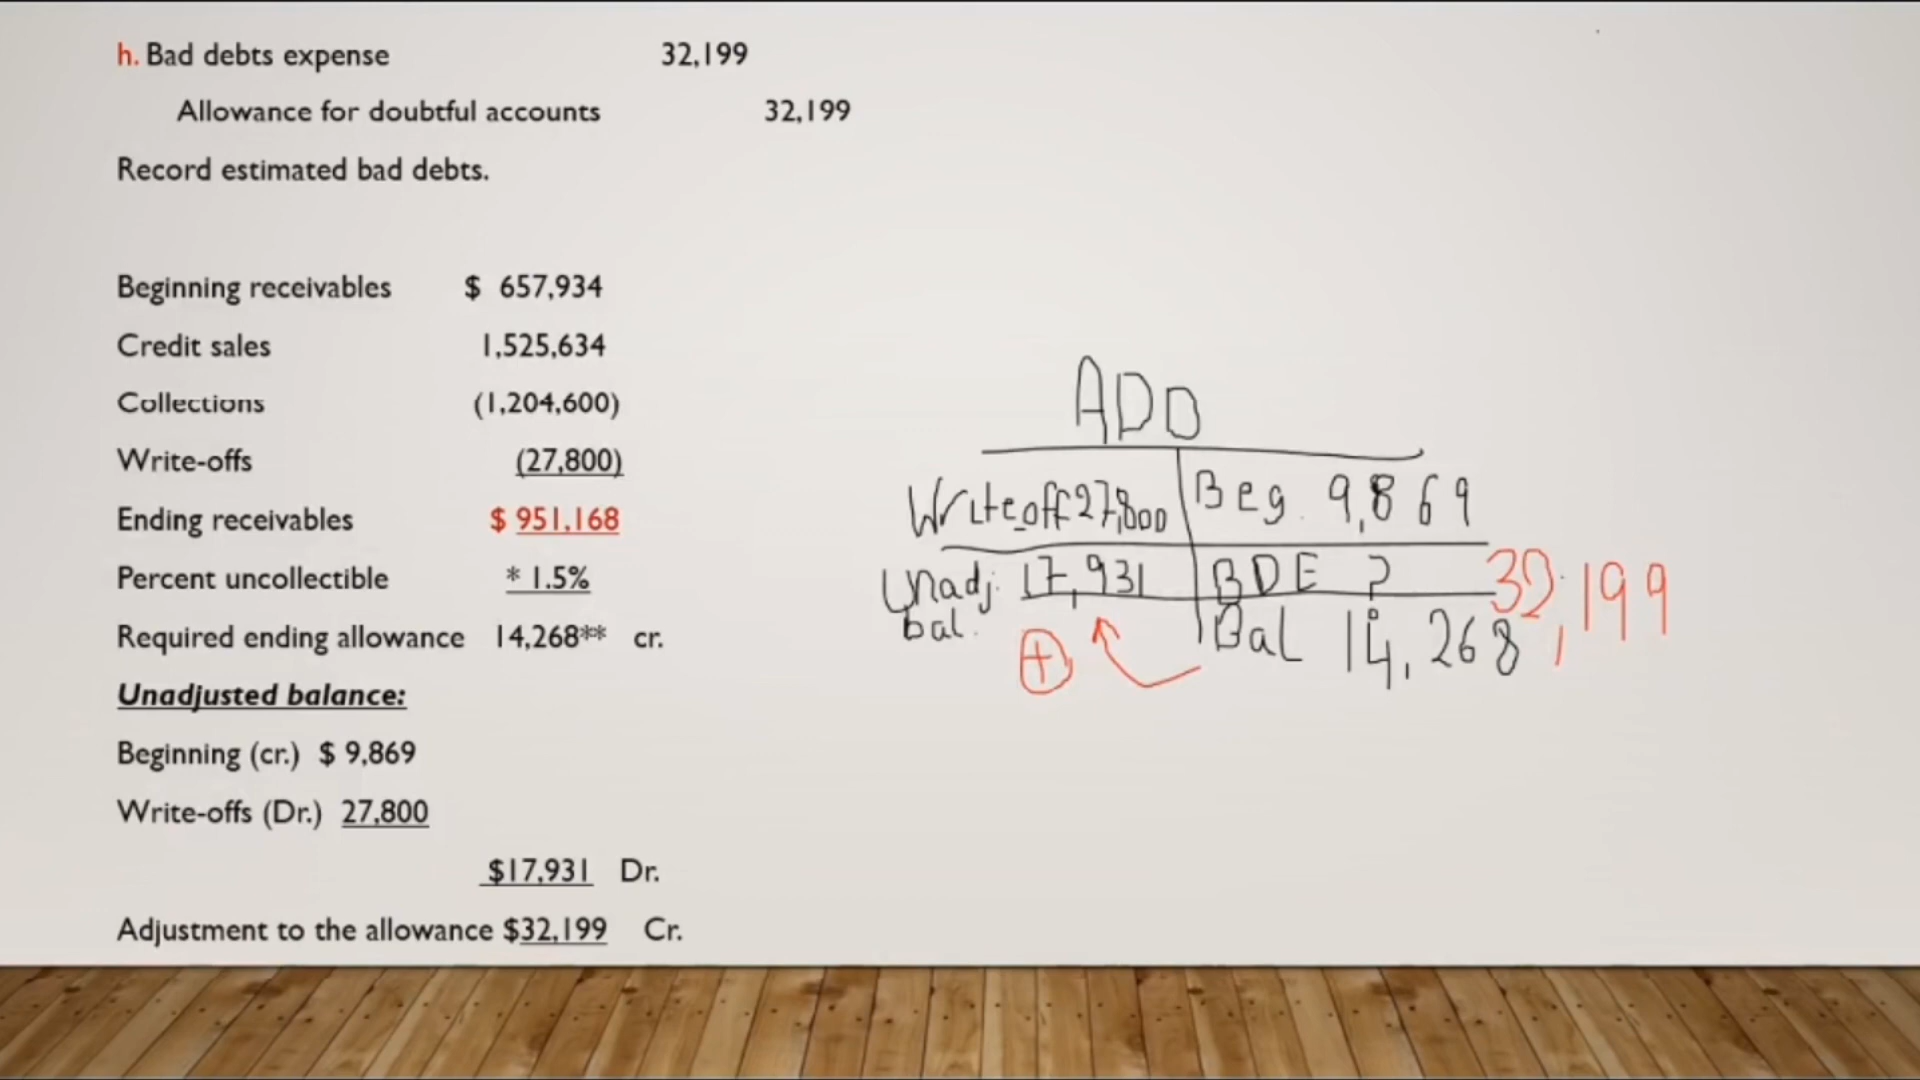 h. Bad debts expense 32,199
Allowance for doubtful accounts 32,199
Record estimated bad debts.
Beginning receivables $ 657,934
Credit sales 1,525,634
Collections (1,204,600)
Write-offs (27,800)
Ending receivables $ 951,168
Percent uncollectible * 1.5%
Required ending allowance 14,268** cr.
Unadjusted balance:
Beginning (cr.) $ 9,869
Write-offs (Dr.) 27,800
$17,931 Dr.
Adjustment to the allowance $32,199 Cr.
ADD
Write off 27,800 Beg. 9,869
Unadj. 17,931 BDE ? 32,199
bal. + Bal 14,268